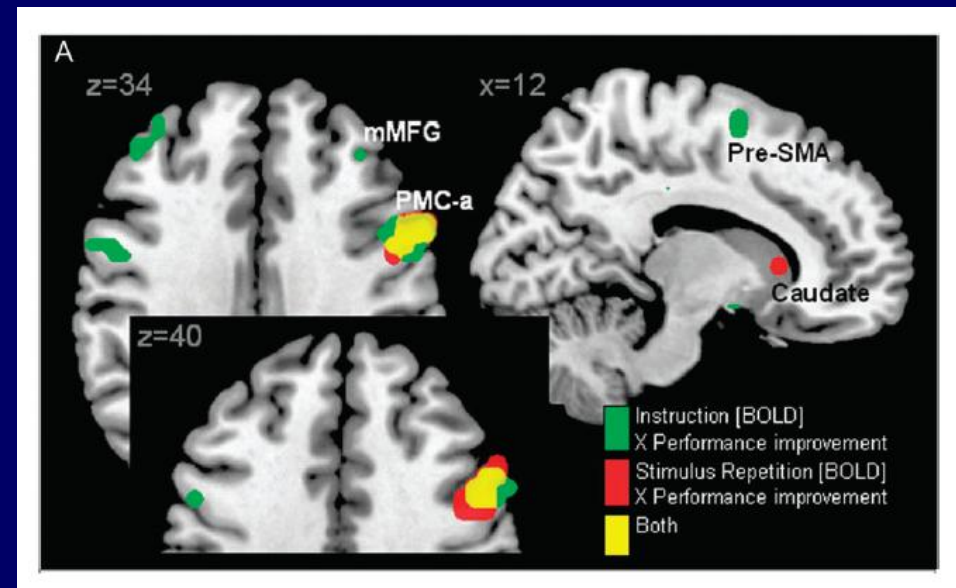 A
z=34
mMFG
PMC-a
x=12
Pre-SMA
Caudate
z=40
Instruction [BOLD]
X Performance improvement
Stimulus Repetition [BOLD]
X Performance improvement
Both